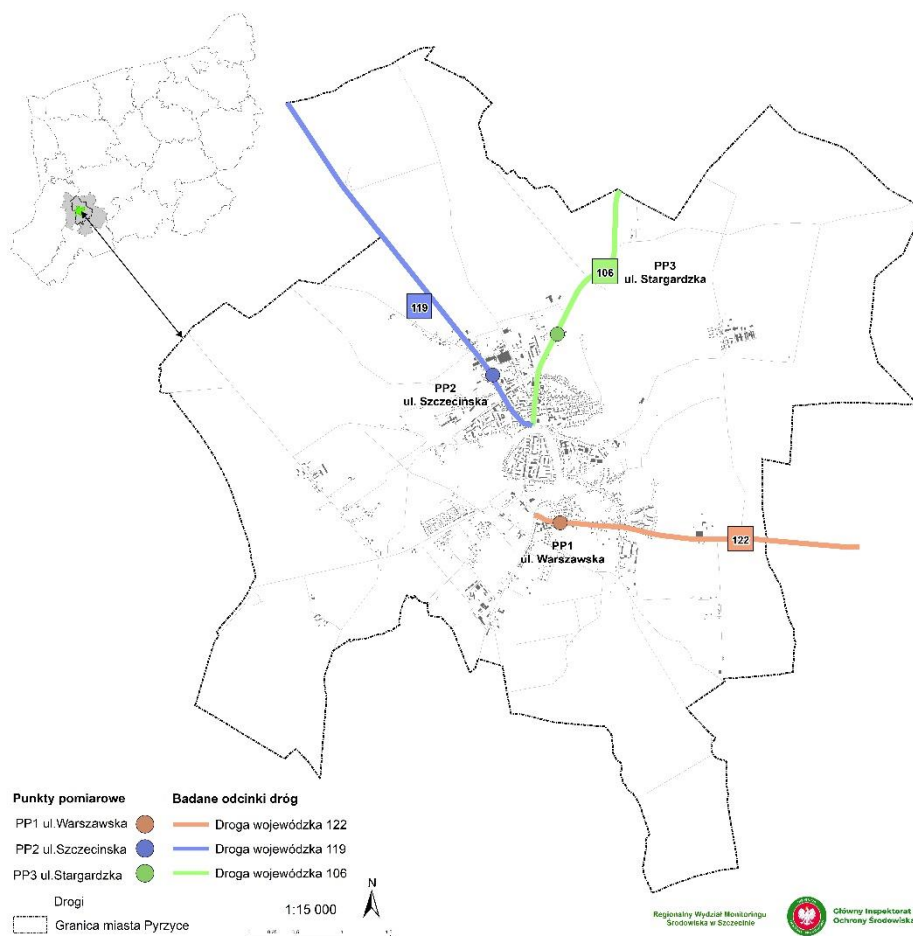 106
PP3
ul. Stargardzka
119
PP2
ul. Szczecińska
PP1
ul. Warszawska
122
Punkty pomiarowe
PP1 ul.Warszawska
PP2 ul.Szczecinska
PP3 ul.Stargardzka
Drogi
Granica miasta Pyrzyce
Badane odcinki dróg
Droga wojewódzka 122
Droga wojewódzka 119
Droga wojewódzka 106
1:15 000
N
Regionalny Wydział Monitoringu
Środowiska w Szczecinie
Główny Inspektorat
Ochrony Środowiska